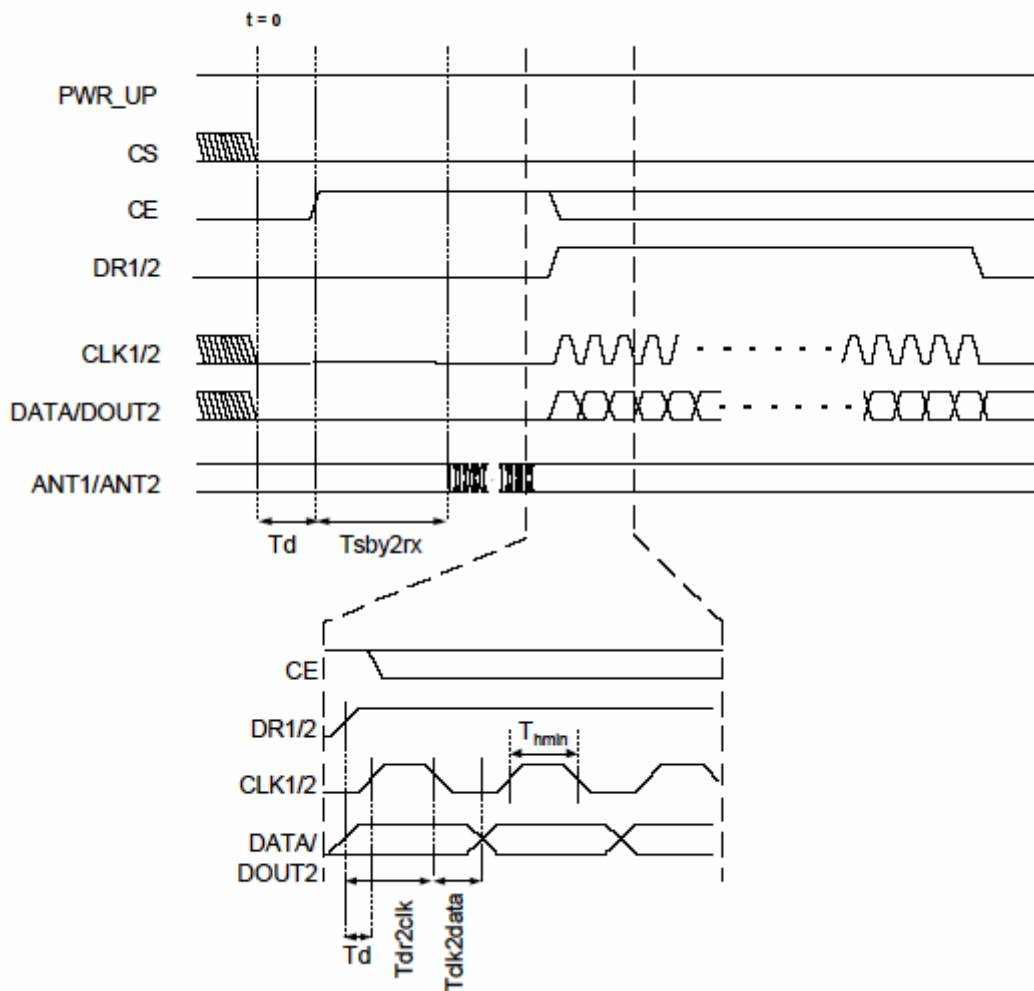 t = 0
PWR_UP
CS
CE
DR1/2
CLK1/2
DATA/DOUT2
ANT1/ANT2
Td
Tsby2rx
CE
DR1/2
Thmin
CLK1/2
DATA/
DOUT2
Td
Tdr2clk
Tdlk2data